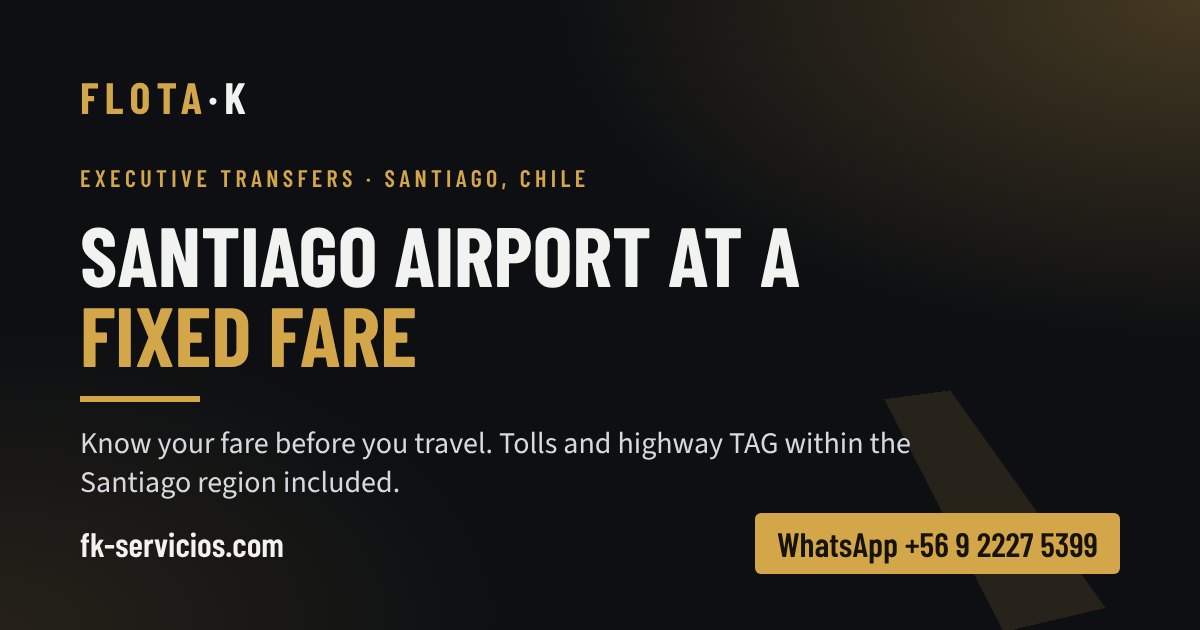 FLOTA·K
EXECUTIVE TRANSFERS · SANTIAGO, CHILE
SANTIAGO AIRPORT AT A
FIXED FARE
Know your fare before you travel. Tolls and highway TAG within the
Santiago region included.
fk-servicios.com
WhatsApp +56 9 2227 5399